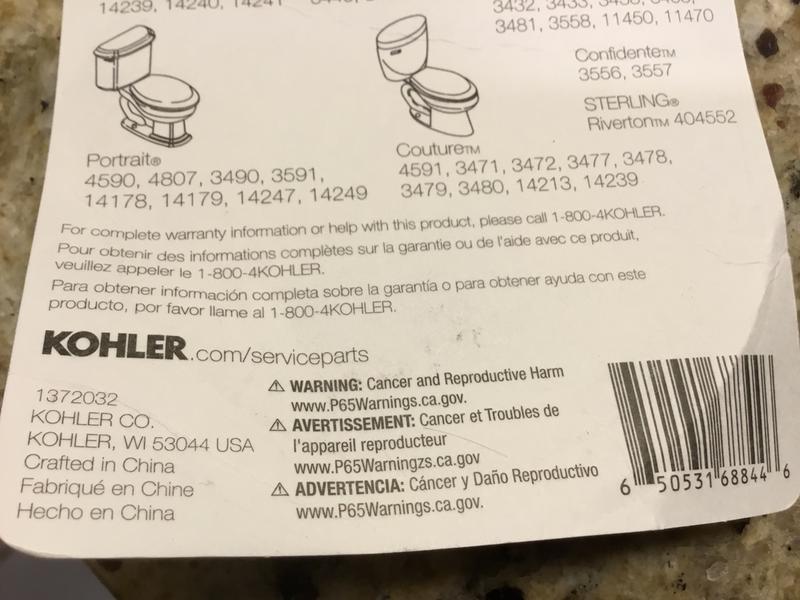 14239, 14240, 14241
3481, 3558, 11450, 11470
Confidente™
3556, 3557
STERLING®
Riverton™ 404552
Portrait®
4590, 4807, 3490, 3591,
14178, 14179, 14247, 14249
Couture™
4591, 3471, 3472, 3477, 3478,
3479, 3480, 14213, 14239
For complete warranty information or help with this product, please call 1-800-4KOHLER.
Pour obtenir des informations complètes sur la garantie ou de l'aide avec ce produit,
veuillez appeler le 1-800-4KOHLER.
Para obtener información completa sobre la garantía o para obtener ayuda con este
producto, por favor llame al 1-800-4KOHLER.
KOHLER.com/serviceparts
1372032
KOHLER CO.
KOHLER, WI 53044 USA
Crafted in China
Fabriqué en Chine
Hecho en China
⚠ WARNING: Cancer and Reproductive Harm
www.P65Warnings.ca.gov.
⚠ AVERTISSEMENT: Cancer et Troubles de
l'appareil reproducteur
www.P65Warningzs.ca.gov
⚠ ADVERTENCIA: Cáncer y Daño Reproductivo
www.P65Warnings.ca.gov.
6 50531 68844 6